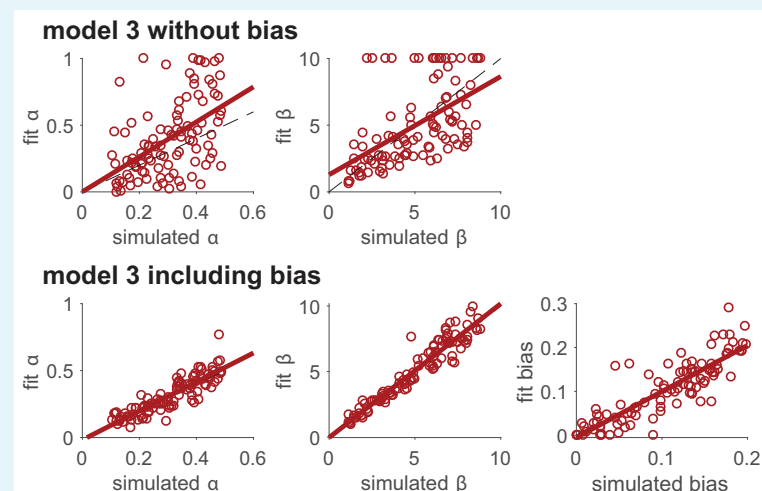 model 3 without bias
1
0.5
0
fit α
0
0.2
0.4
0.6
simulated α
10
5
0
fit β
5
10
simulated β
model 3 including bias
1
0.5
0
fit α
0
0.2
0.4
0.6
simulated α
10
5
0
fit β
0
5
10
simulated β
0.3
0.2
0.1
0
fit bias
0
0.1
0.2
simulated bias